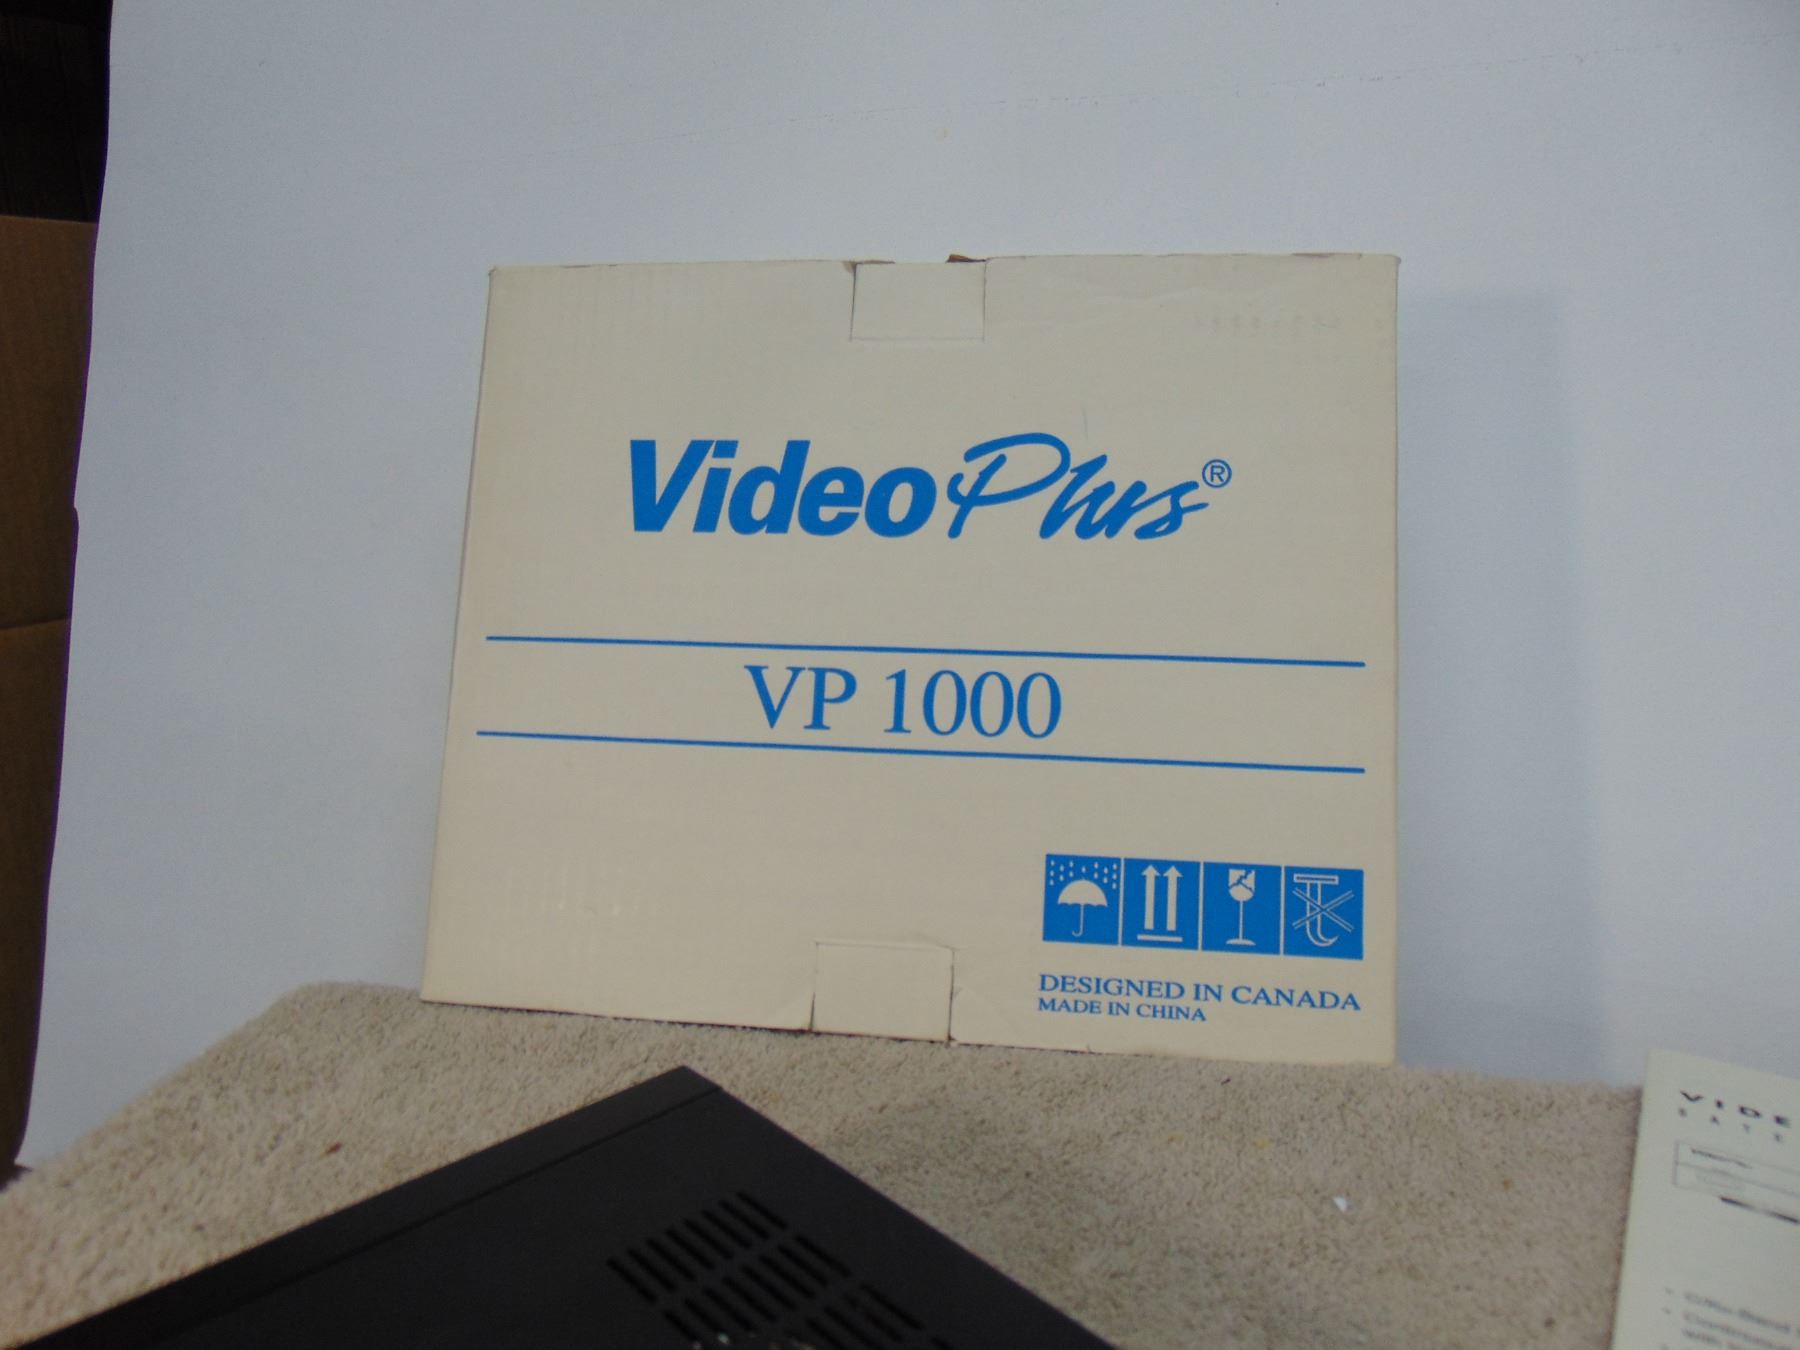 VideoPlus®
VP 1000
DESIGNED IN CANADA
MADE IN CHINA